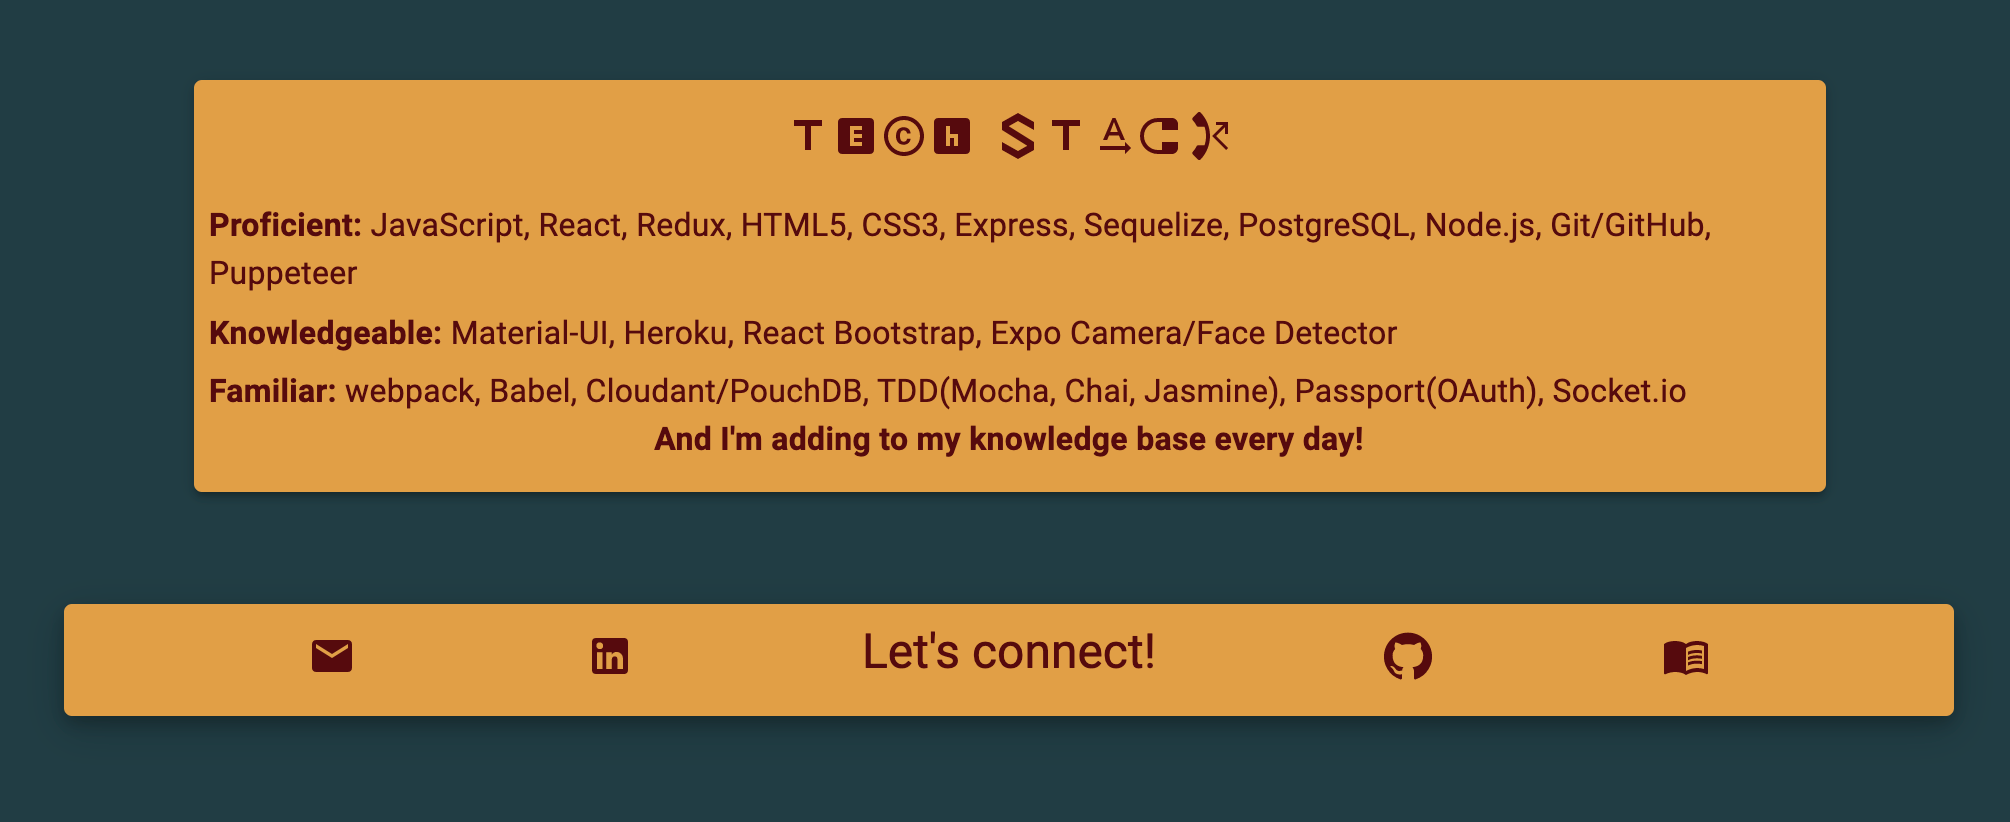 TECh STACK
Proficient: JavaScript, React, Redux, HTML5, CSS3, Express, Sequelize, PostgreSQL, Node.js, Git/GitHub,
Puppeteer
Knowledgeable: Material-UI, Heroku, React Bootstrap, Expo Camera/Face Detector
Familiar: webpack, Babel, Cloudant/PouchDB, TDD(Mocha, Chai, Jasmine), Passport(OAuth), Socket.io
And I'm adding to my knowledge base every day!
in Let's connect!